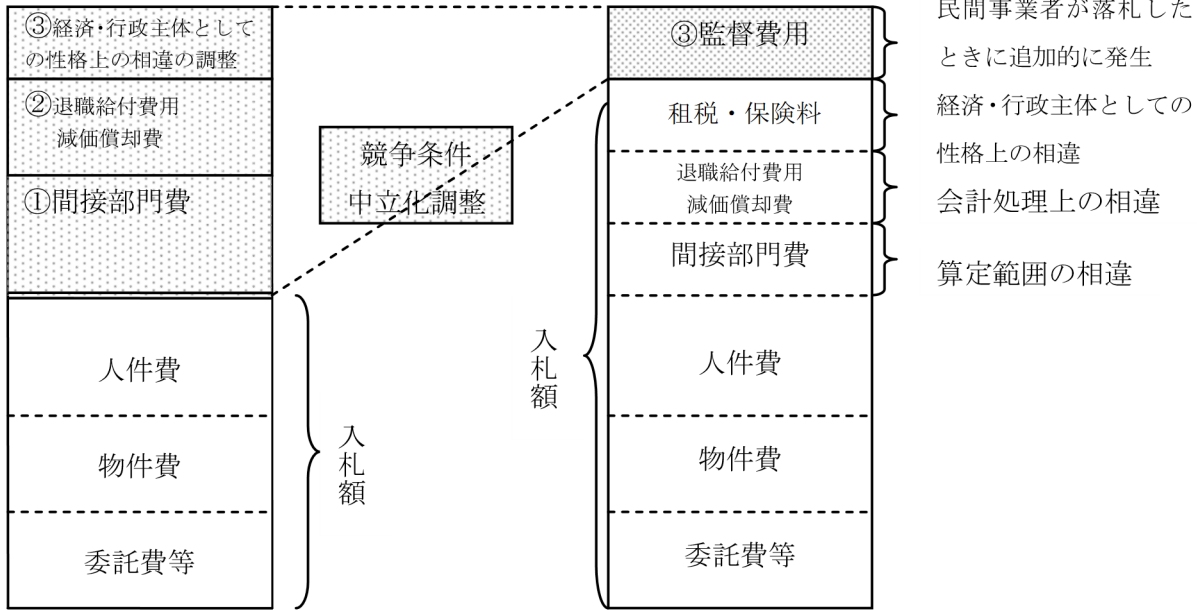 ③経済・行政主体として
の性格上の相違の調整
②退職給付費用
減価償却費
①間接部門費
人件費
物件費
委託費等
入札額
競争条件
中立化調整
入札額
③監督費用
租税・保険料
退職給付費用
減価償却費
間接部門費
人件費
物件費
委託費等
民間事業者が落札した
ときに追加的に発生
経済・行政主体としての
性格上の相違
会計処理上の相違
算定範囲の相違